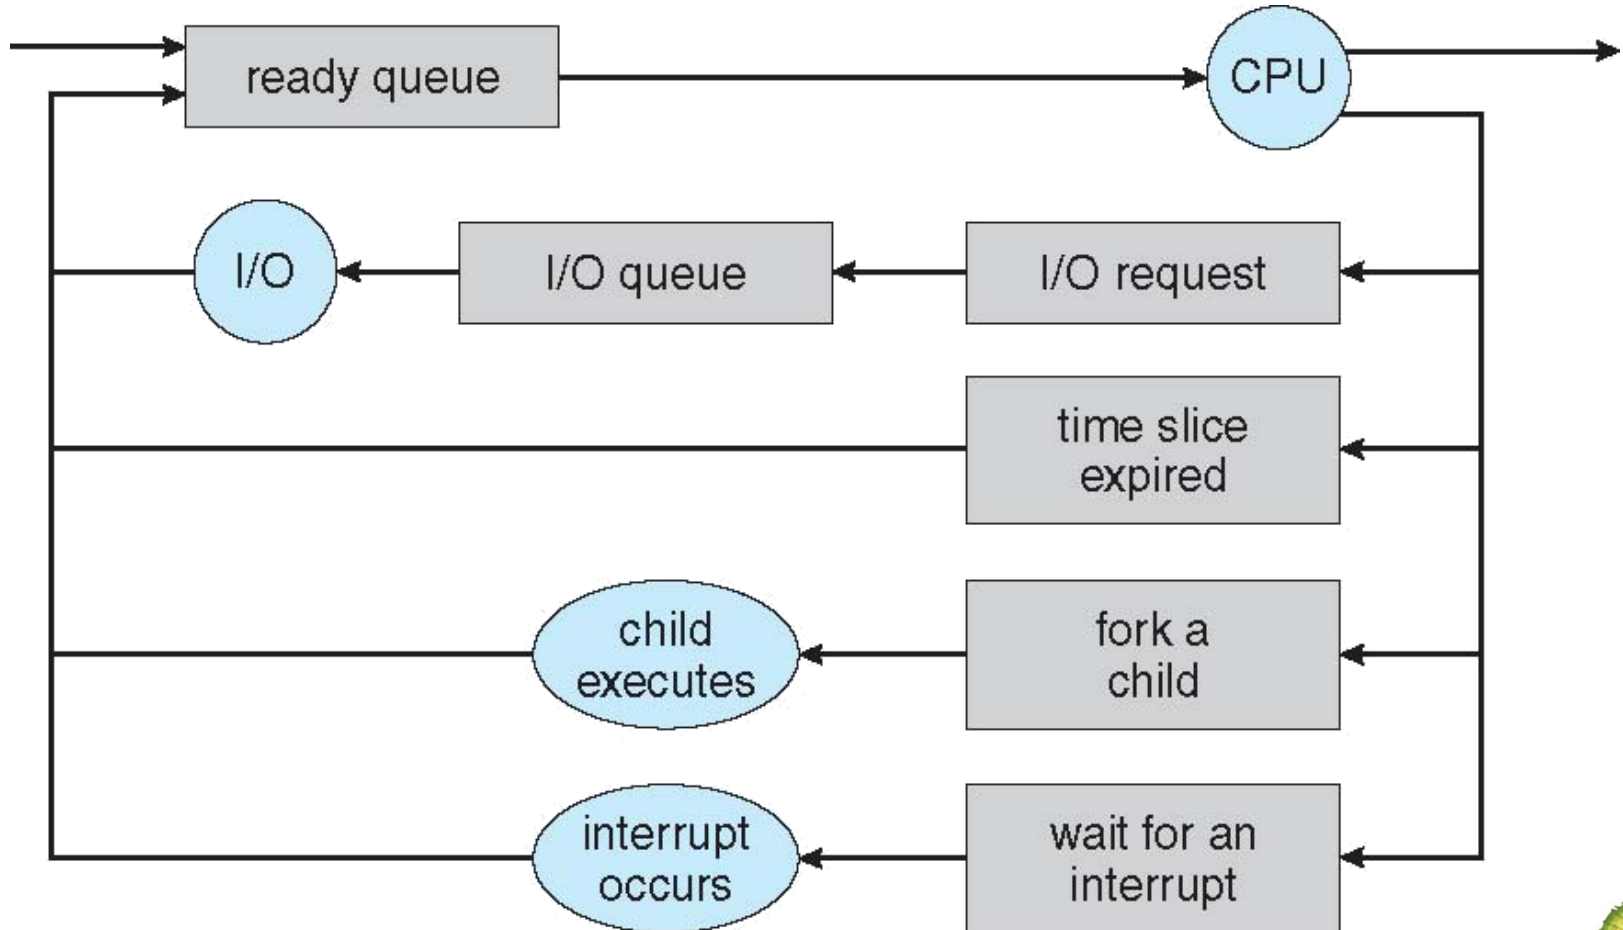 ready queue
CPU
I/O
I/O queue
I/O request
time slice
expired
child
executes
fork a
child
interrupt
occurs
wait for an
interrupt